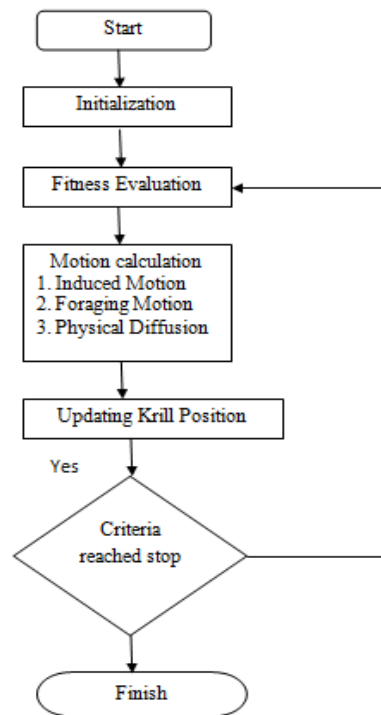 Start
Initialization
Fitness Evaluation
Motion calculation
1. Induced Motion
2. Foraging Motion
3. Physical Diffusion
Updating Krill Position
Yes
Criteria
reached stop
Finish